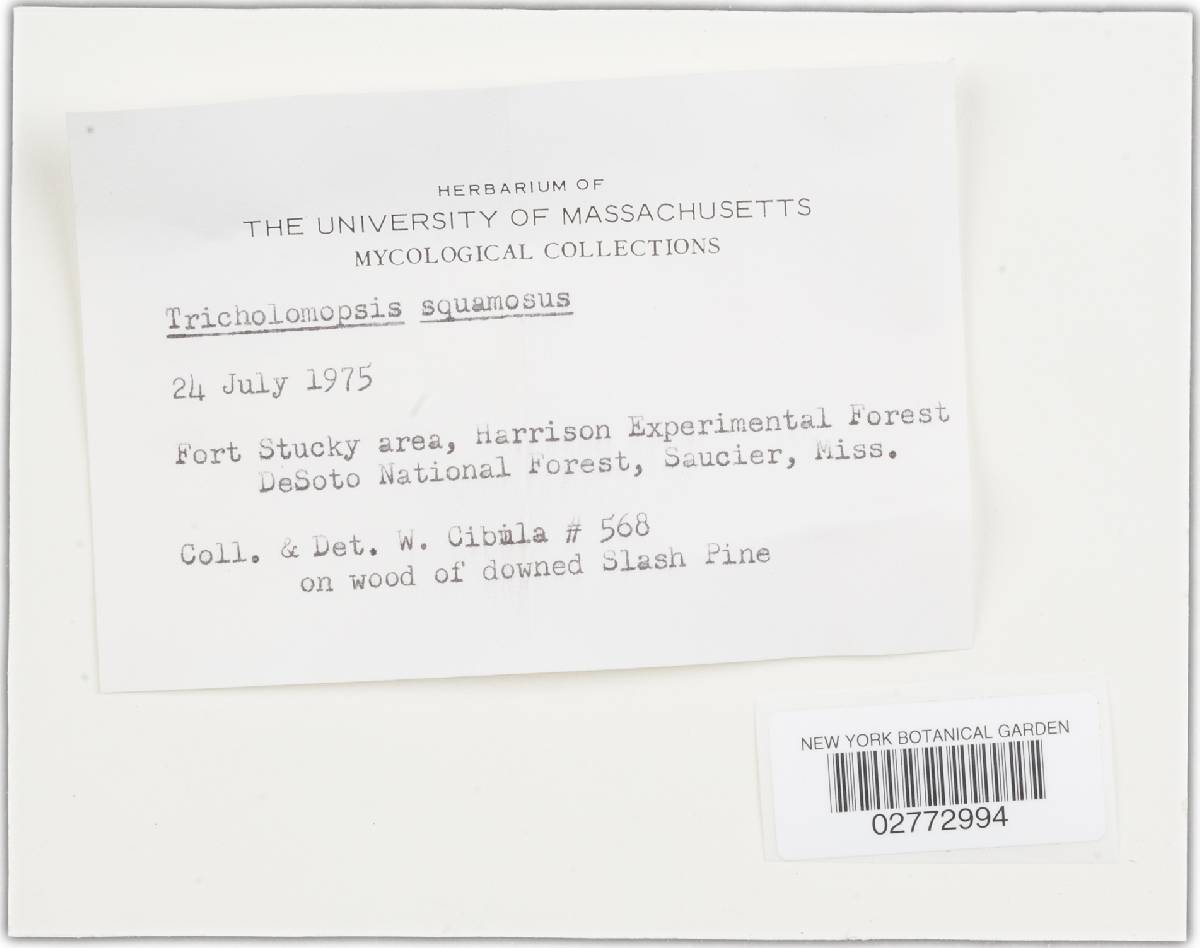 HERBARIUM OF
THE UNIVERSITY OF MASSACHUSETTS
MYCOLOGICAL COLLECTIONS
Tricholomopsis squamosus
24 July 1975
Fort Stucky area, Harrison Experimental Forest
DeSoto National Forest, Saucier, Miss.
Coll. & Det. W. Cibula # 568
on wood of downed Slash Pine
NEW YORK BOTANICAL GARDEN
02772994